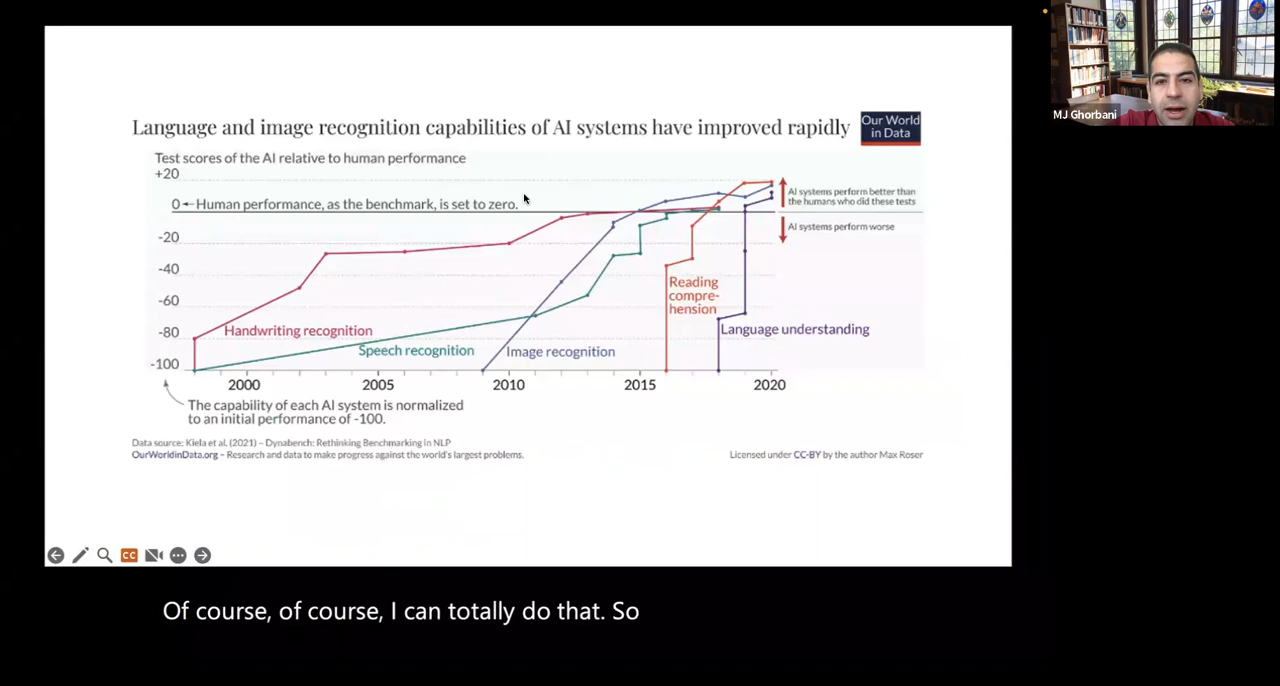 MJ Ghorbani
Language and image recognition capabilities of AI systems have improved rapidly
Our World
in Data
Test scores of the AI relative to human performance
+20
0 ← Human performance, as the benchmark, is set to zero.
AI systems perform better than
the humans who did these tests
AI systems perform worse
-20
-40
-60
-80
-100
Reading
compre-
hension
Handwriting recognition
Language understanding
Speech recognition
Image recognition
2000
2005
2010
2015
2020
The capability of each AI system is normalized
to an initial performance of -100.
Data source: Kiela et al. (2021) – Dynabench: Rethinking Benchmarking in NLP
OurWorldinData.org – Research and data to make progress against the world's largest problems.
Licensed under CC-BY by the author Max Roser
CC
Of course, of course, I can totally do that. So